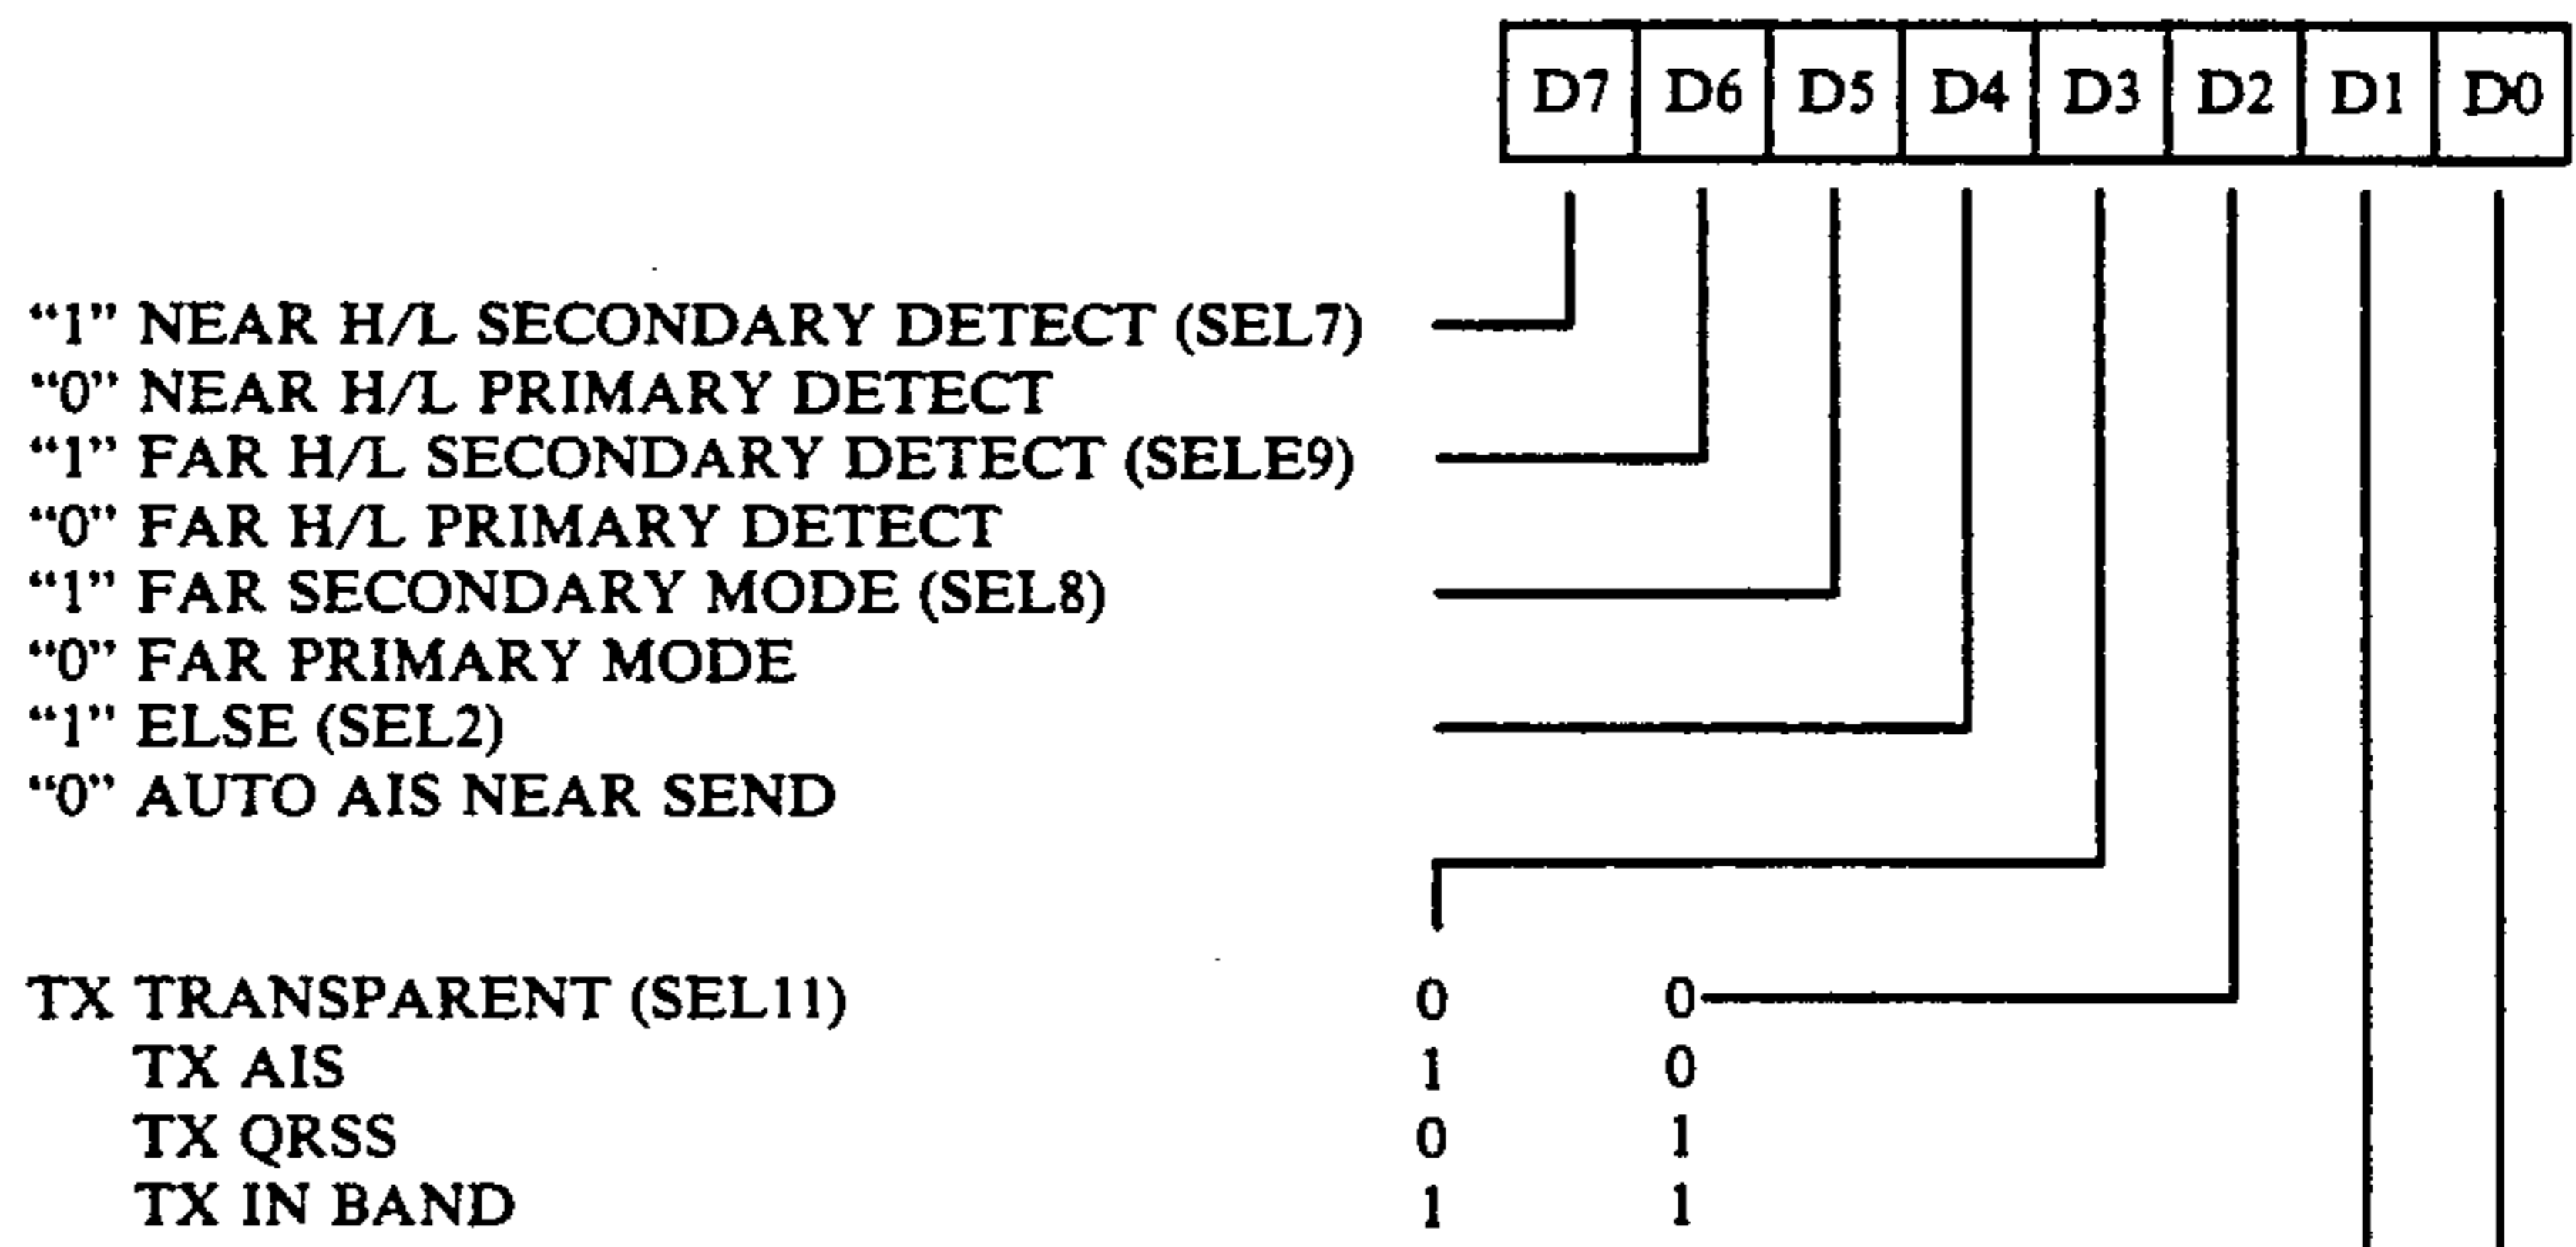 D7 D6 D5 D4 D3 D2 D1 D0
“1” NEAR H/L SECONDARY DETECT (SEL7)
“0” NEAR H/L PRIMARY DETECT
“1” FAR H/L SECONDARY DETECT (SELE9)
“0” FAR H/L PRIMARY DETECT
“1” FAR SECONDARY MODE (SEL8)
“0” FAR PRIMARY MODE
“1” ELSE (SEL2)
“0” AUTO AIS NEAR SEND
TX TRANSPARENT (SEL11) 0 0
TX AIS 1 0
TX QRSS 0 1
TX IN BAND 1 1